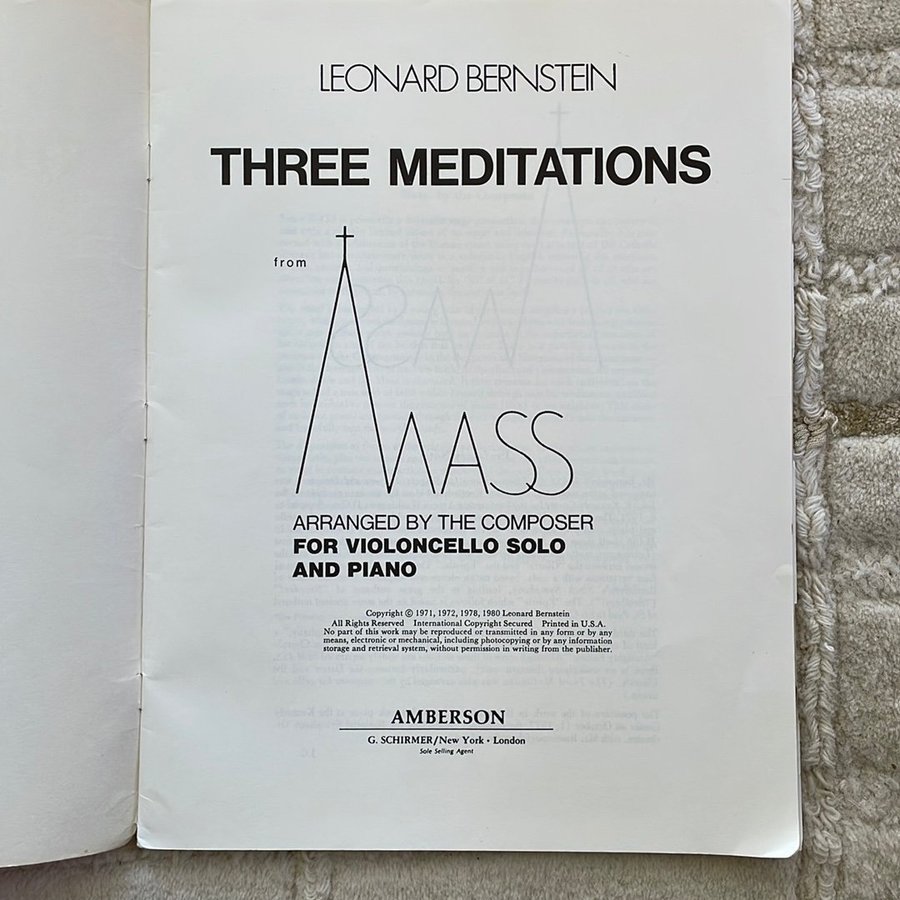 LEONARD BERNSTEIN
THREE MEDITATIONS
from
MASS
ARRANGED BY THE COMPOSER
FOR VIOLONCELLO SOLO
AND PIANO
Copyright © 1971, 1972, 1978, 1980 Leonard Bernstein
All Rights Reserved International Copyright Secured Printed in U.S.A.
No part of this work may be reproduced or transmitted in any form or by any
means, electronic or mechanical, including photocopying or by any information
storage and retrieval system, without permission in writing from the publisher.
AMBERSON
G. SCHIRMER/New York • London
Sole Selling Agent